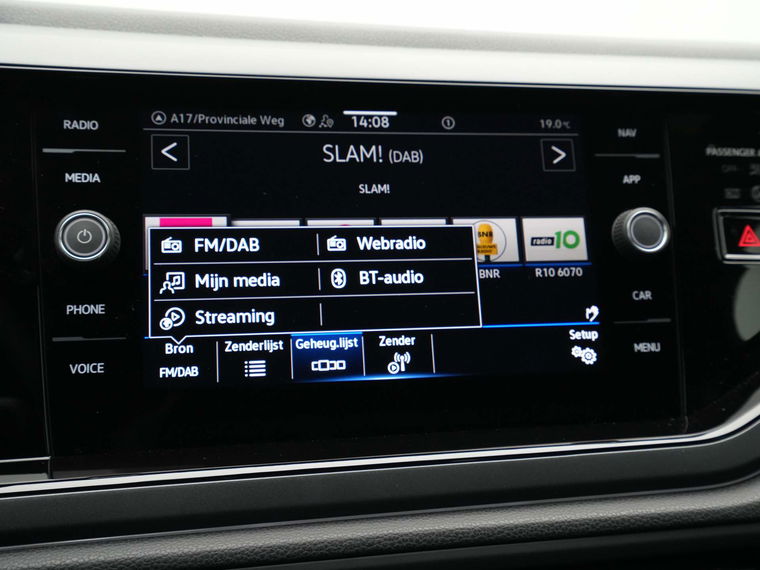 RADIO
MEDIA
PHONE
VOICE
A17/Provinciale Weg
14:08
1
19.0°C
SLAM! (DAB)
SLAM!
BNR
radio 10
BNR
R10 6070
FM/DAB
Webradio
Mijn media
BT-audio
Streaming
Bron
FM/DAB
Zenderlijst
Geheug.lijst
Zender
Setup
NAV
APP
CAR
MENU
PASSENGER